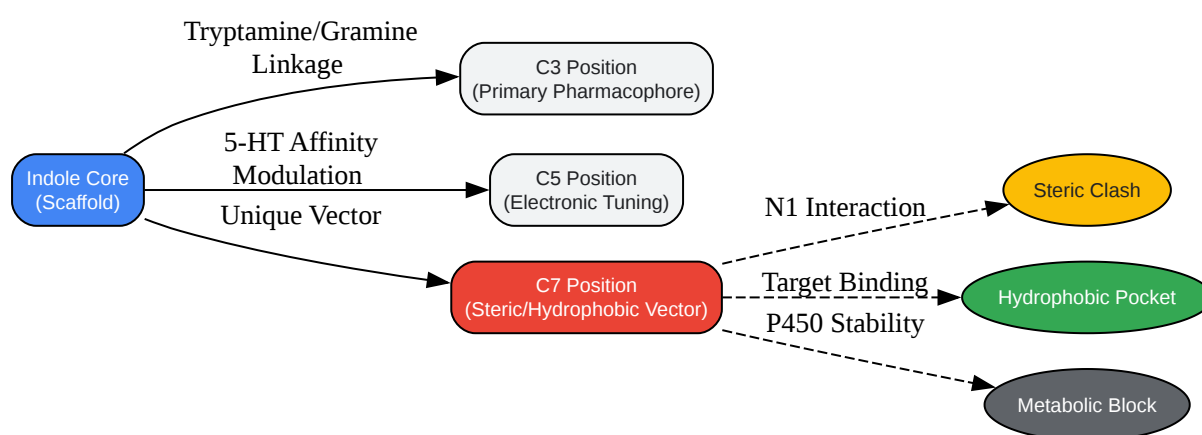 Tryptamine/Gramine
Linkage
C3 Position
(Primary Pharmacophore)
5-HT Affinity
Modulation
Indole Core
(Scaffold)
C5 Position
(Electronic Tuning)
Steric Clash
Unique Vector
N1 Interaction
C7 Position
(Steric/Hydrophobic Vector)
Target Binding
Hydrophobic Pocket
P450 Stability
Metabolic Block